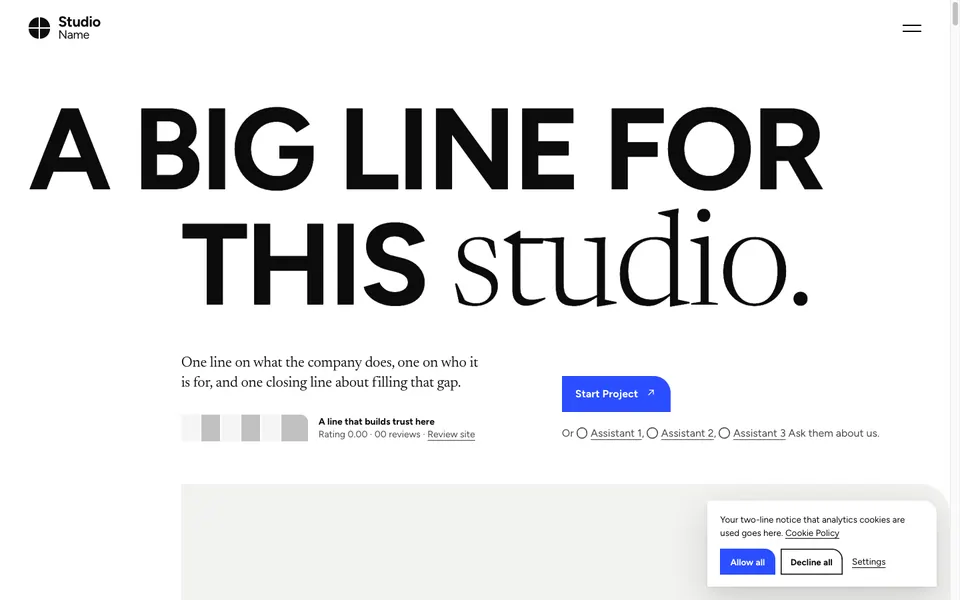 Studio
Name
A BIG LINE FOR
THIS studio.
One line on what the company does, one on who it
is for, and one closing line about filling that gap.
A line that builds trust here
Rating 0.00 · 00 reviews · Review site
Start Project
Or Assistant 1, Assistant 2, Assistant 3 Ask them about us.
Your two-line notice that analytics cookies are
used goes here. Cookie Policy
Allow all Decline all Settings